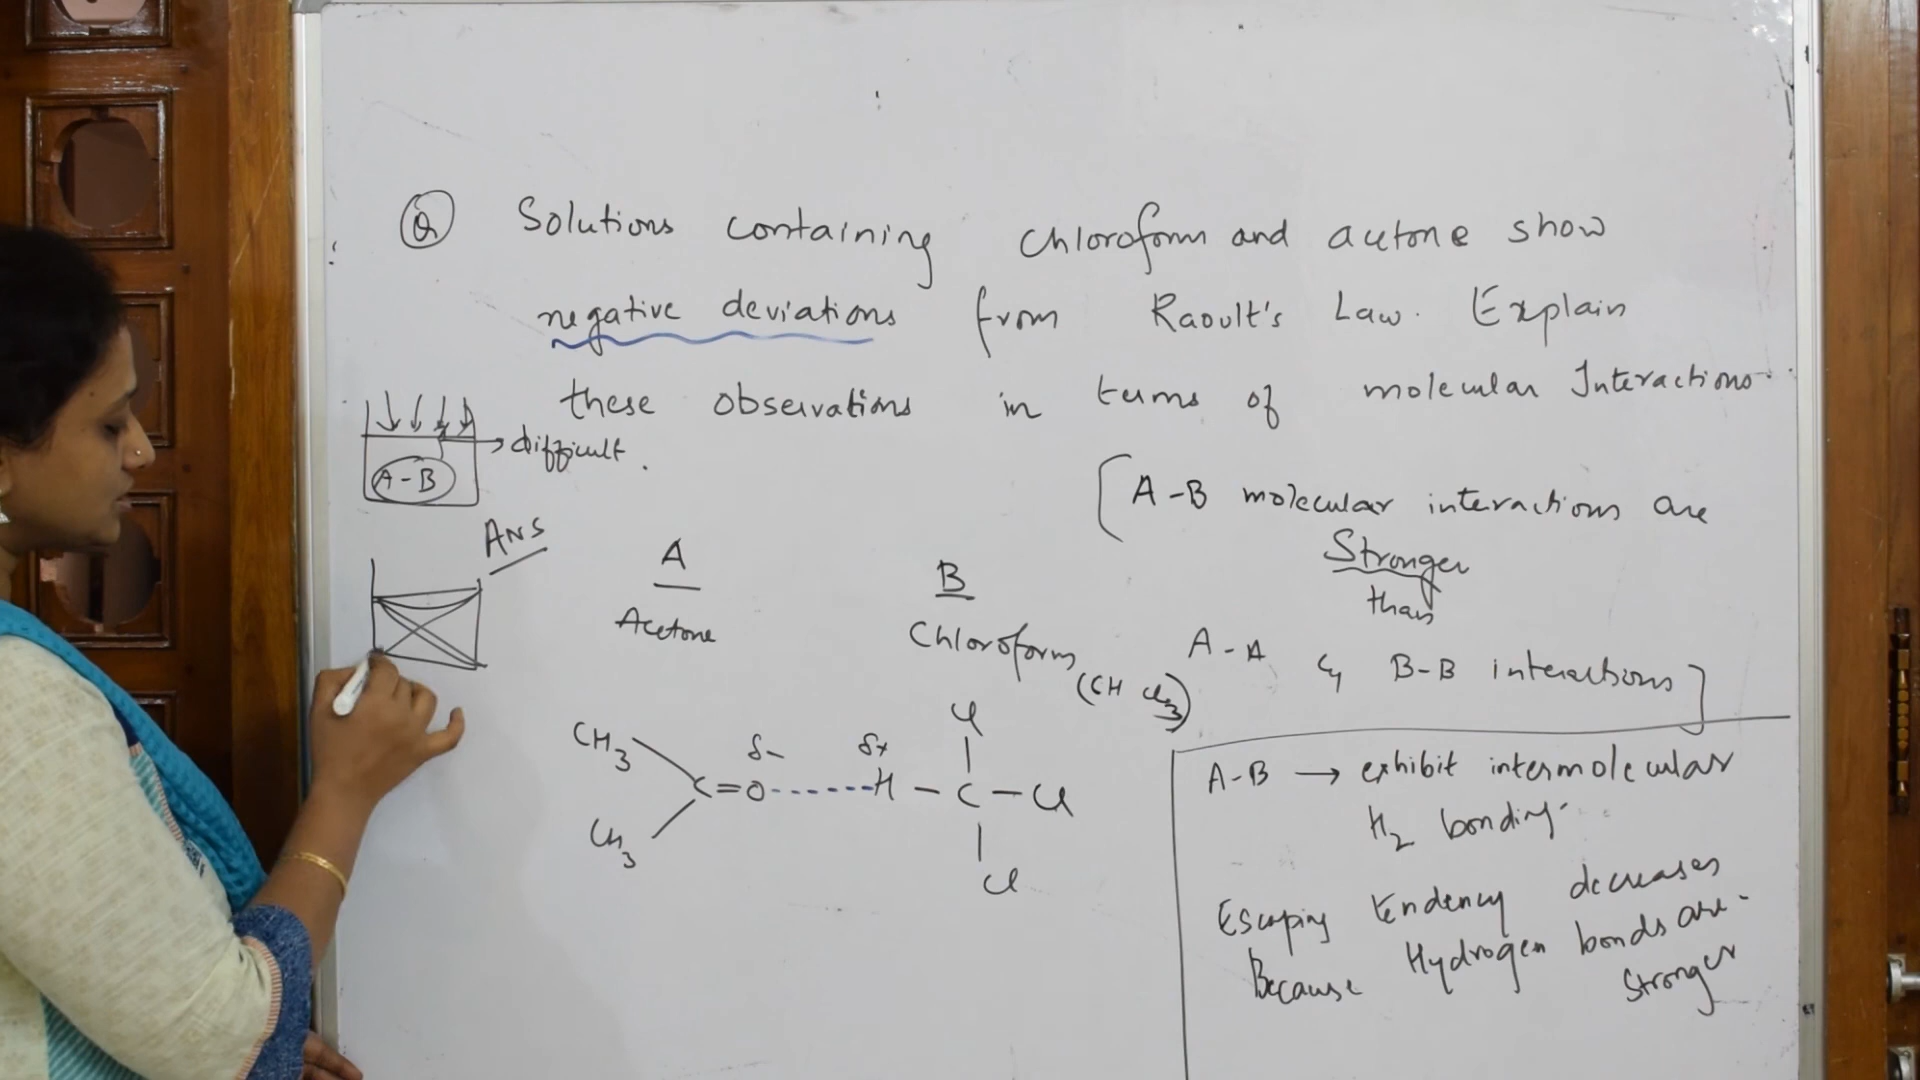 Q Solutions containing chloroform and acetone show
negative deviations from Raoult's Law. Explain
these observations in terms of molecular Interactions
A-B → difficult.
[A-B molecular interactions are
Stronger
than
A-A & B-B interactions]
Ans
A
Acetone
B
Chloroform
(CHCl3)
CH3 CH3 C=O δ- ------ δ+ H-C-Cl Cl Cl
A-B → exhibit intermolecular
H2 bonding.
Escaping tendency decreases
Because Hydrogen bonds are
stronger